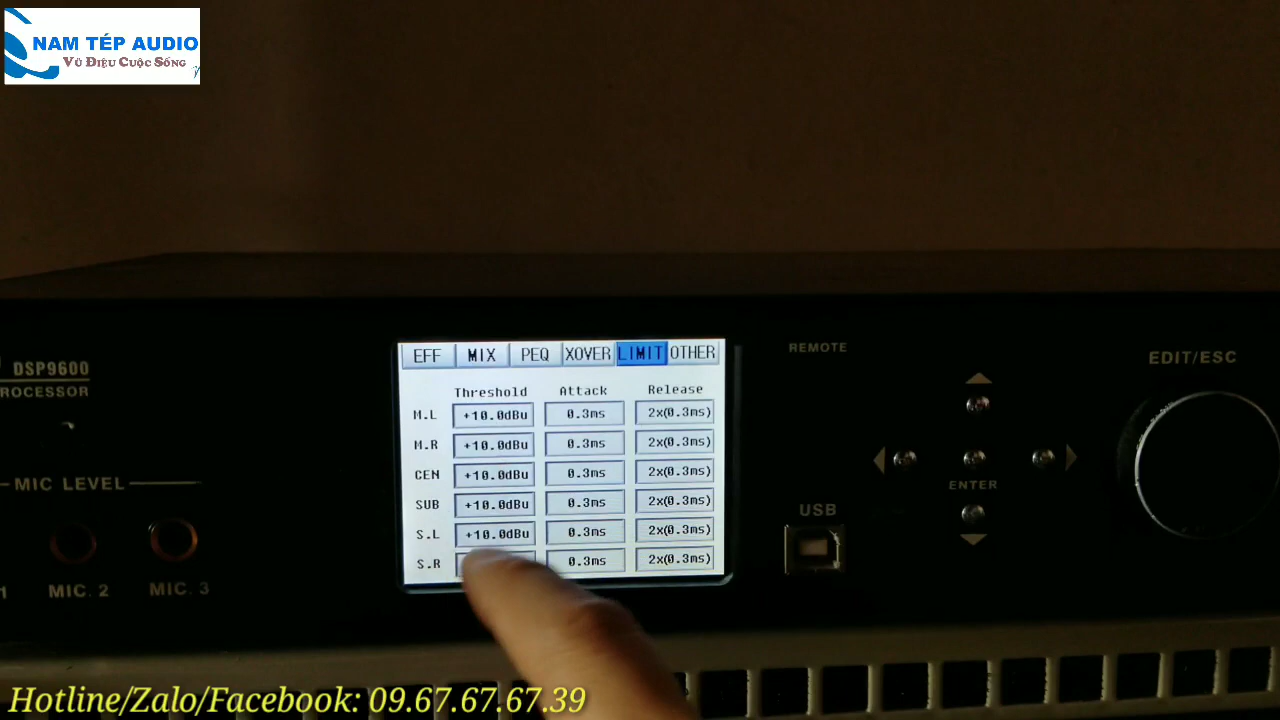 NAM TÉP AUDIO
Vũ Điệu Cuộc Sống
DSP9600
ROCESSOR
MIC LEVEL
1 MIC. 2 MIC. 3
EFF MIX PEQ XOVER LIMIT OTHER
Threshold Attack Release
M.L +10.0dBu 0.3ms 2x(0.3ms)
M.R +10.0dBu 0.3ms 2x(0.3ms)
CEN +10.0dBu 0.3ms 2x(0.3ms)
SUB +10.0dBu 0.3ms 2x(0.3ms)
S.L +10.0dBu 0.3ms 2x(0.3ms)
S.R 0.3ms 2x(0.3ms)
REMOTE
EDIT/ESC
ENTER
USB
Hotline/Zalo/Facebook: 09.67.67.67.39